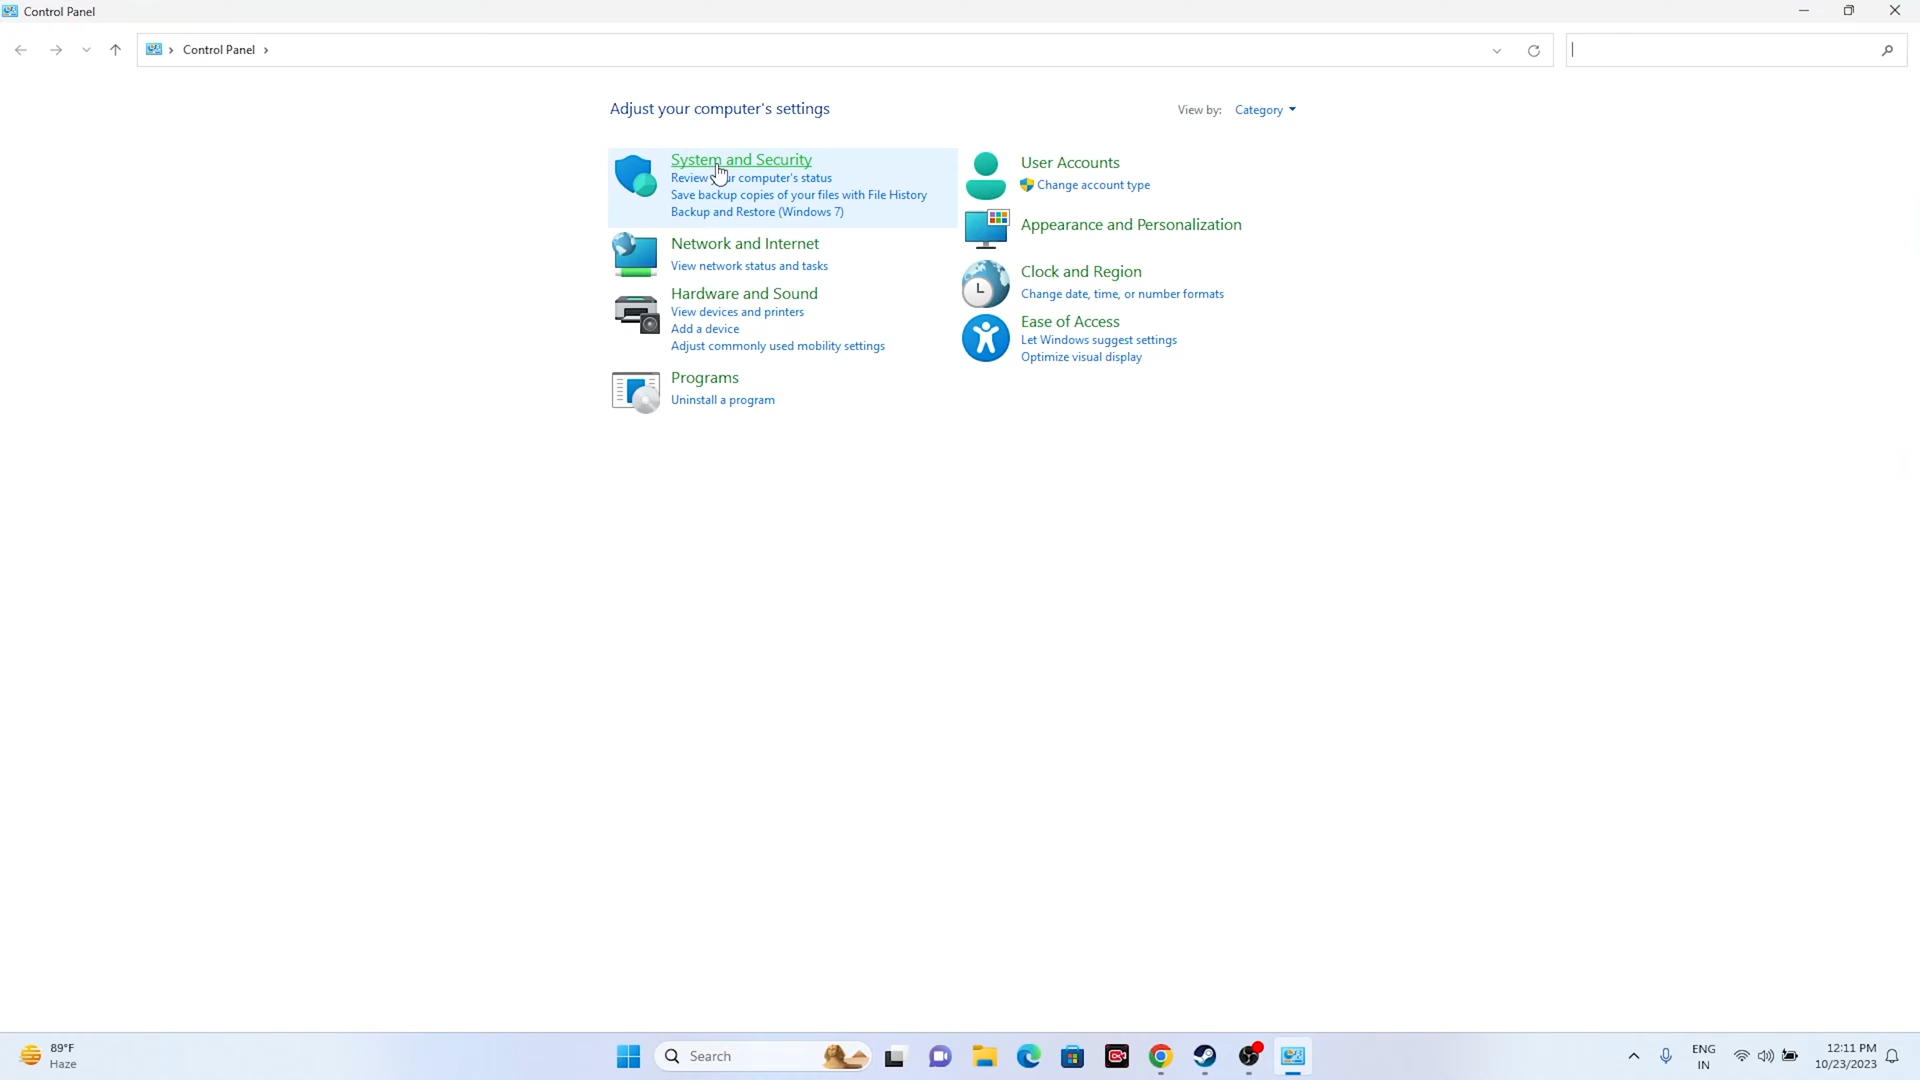 Control Panel
Control Panel
Adjust your computer's settings
View by: Category
System and Security
Review your computer's status
Save backup copies of your files with File History
Backup and Restore (Windows 7)
Network and Internet
View network status and tasks
Hardware and Sound
View devices and printers
Add a device
Adjust commonly used mobility settings
Programs
Uninstall a program
User Accounts
Change account type
Appearance and Personalization
Clock and Region
Change date, time, or number formats
Ease of Access
Let Windows suggest settings
Optimize visual display
89°F
Haze
Search
ENG
IN
12:11 PM
10/23/2023